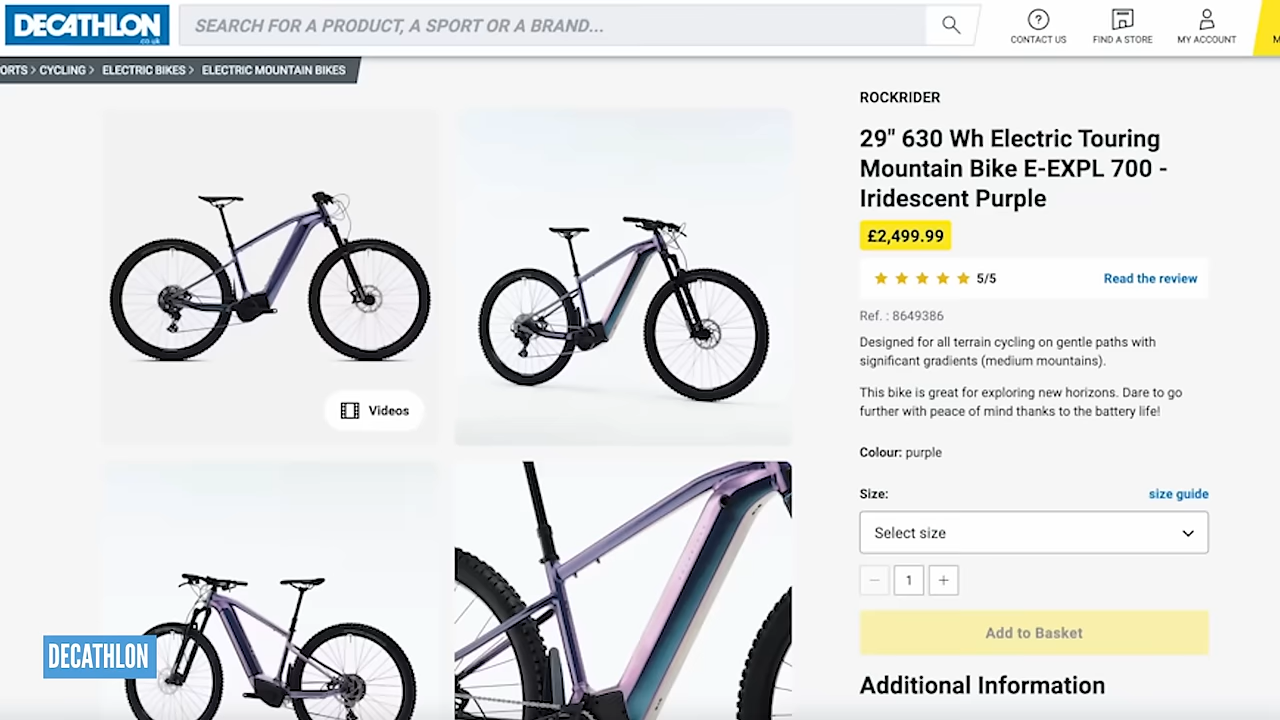 DECATHLON
.co.uk
SEARCH FOR A PRODUCT, A SPORT OR A BRAND...
CONTACT US
FIND A STORE
MY ACCOUNT
M
ORTS > CYCLING > ELECTRIC BIKES > ELECTRIC MOUNTAIN BIKES
Videos
ROCKRIDER
29" 630 Wh Electric Touring
Mountain Bike E-EXPL 700 -
Iridescent Purple
£2,499.99
5/5
Read the review
Ref. : 8649386
Designed for all terrain cycling on gentle paths with
significant gradients (medium mountains).
This bike is great for exploring new horizons. Dare to go
further with peace of mind thanks to the battery life!
Colour: purple
Size:
size guide
Select size
1
Add to Basket
Additional Information
DECATHLON